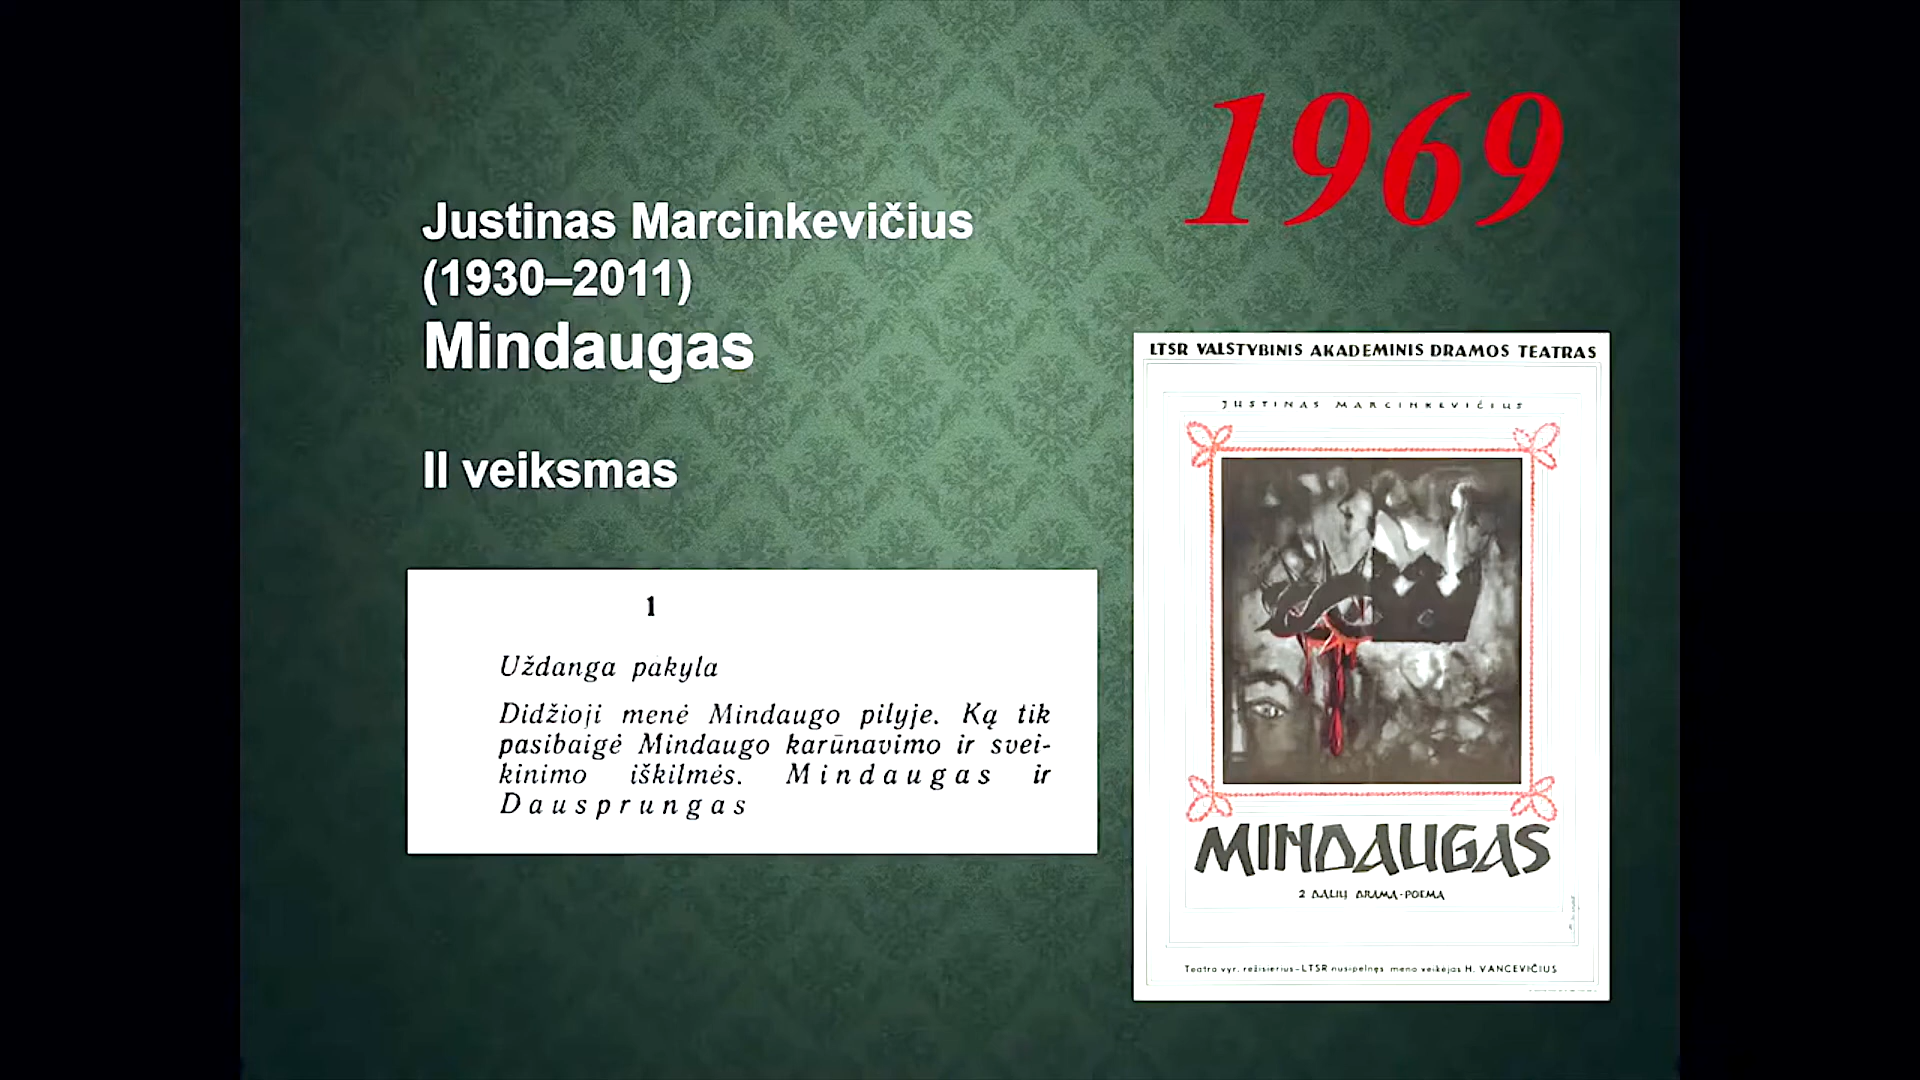 1969
Justinas Marcinkevičius
(1930–2011)
Mindaugas
II veiksmas
1
Uždanga pakyla
Didžioji menė Mindaugo pilyje. Ką tik
pasibaigė Mindaugo karūnavimo ir svei-
kinimo iškilmės. Mindaugas ir
Dausprungas
LTSR VALSTYBINIS AKADEMINIS DRAMOS TEATRAS
JUSTINAS MARCINKEVIČIUS
MINDAUGAS
2 DALIŲ DRAMA-POEMA
Teatro vyr. režisierius–LTSR nusipelnęs meno veikėjas H. VANCEVIČIUS